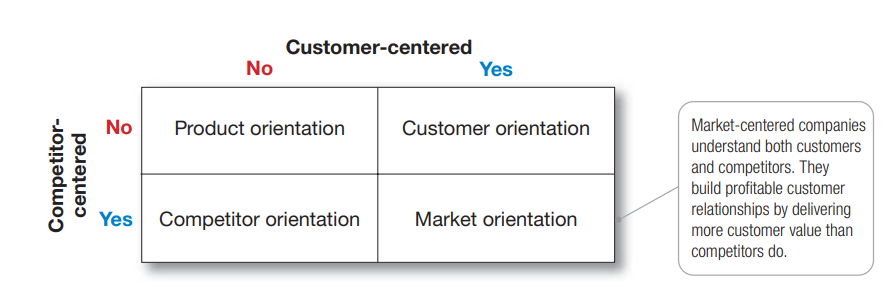 Customer-centered
No Yes
Competitor-
centered
No Product orientation Customer orientation
Yes Competitor orientation Market orientation
Market-centered companies
understand both customers
and competitors. They
build profitable customer
relationships by delivering
more customer value than
competitors do.